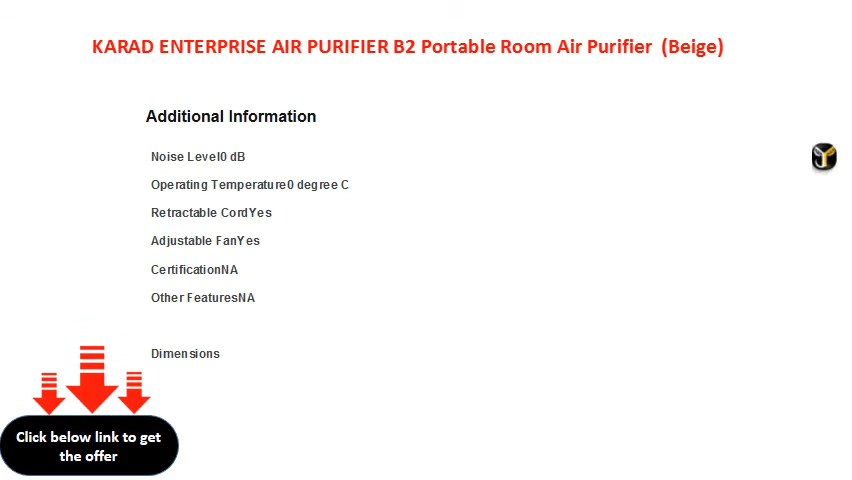 KARAD ENTERPRISE AIR PURIFIER B2 Portable Room Air Purifier (Beige)
Additional Information
Noise Level0 dB
Operating Temperature0 degree C
Retractable CordYes
Adjustable FanYes
CertificationNA
Other FeaturesNA
Dimensions
Click below link to get
the offer